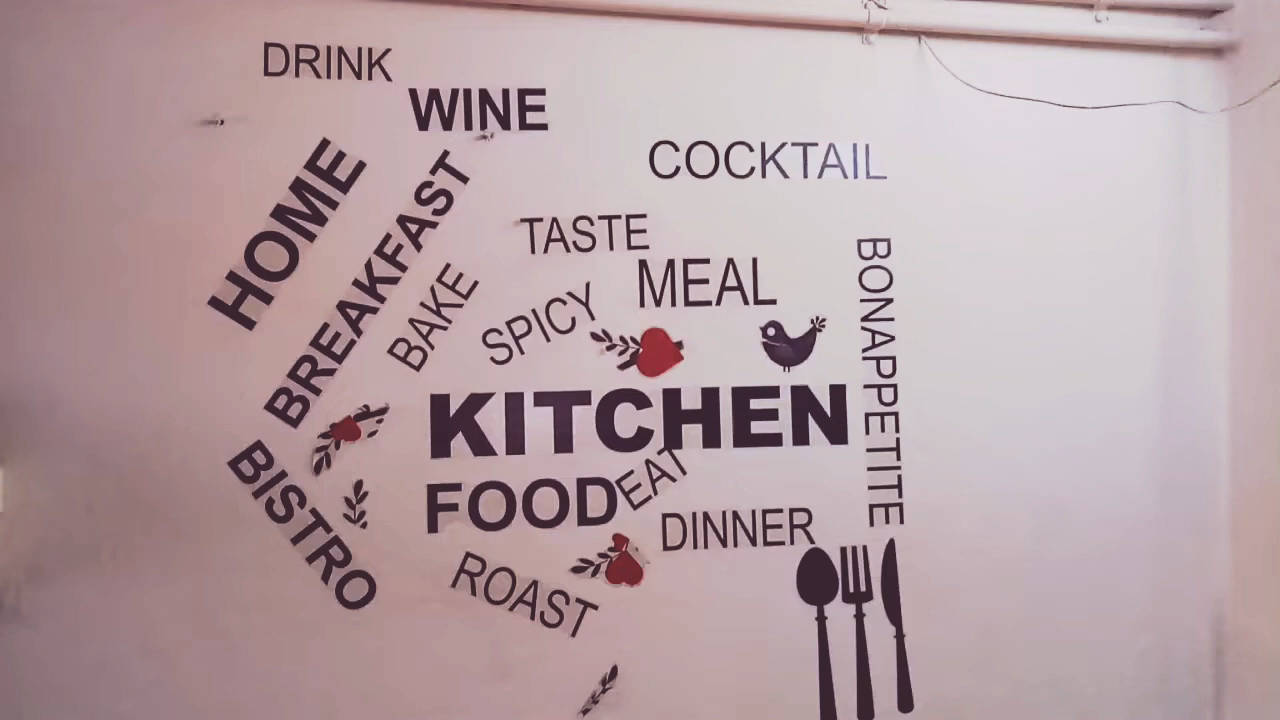 DRINK
WINE
COCKTAIL
HOME
BREAKFAST
TASTE
MEAL
BAKE
SPICY
BONAPPETITE
KITCHEN
FOOD
EAT
BISTRO
DINNER
ROAST